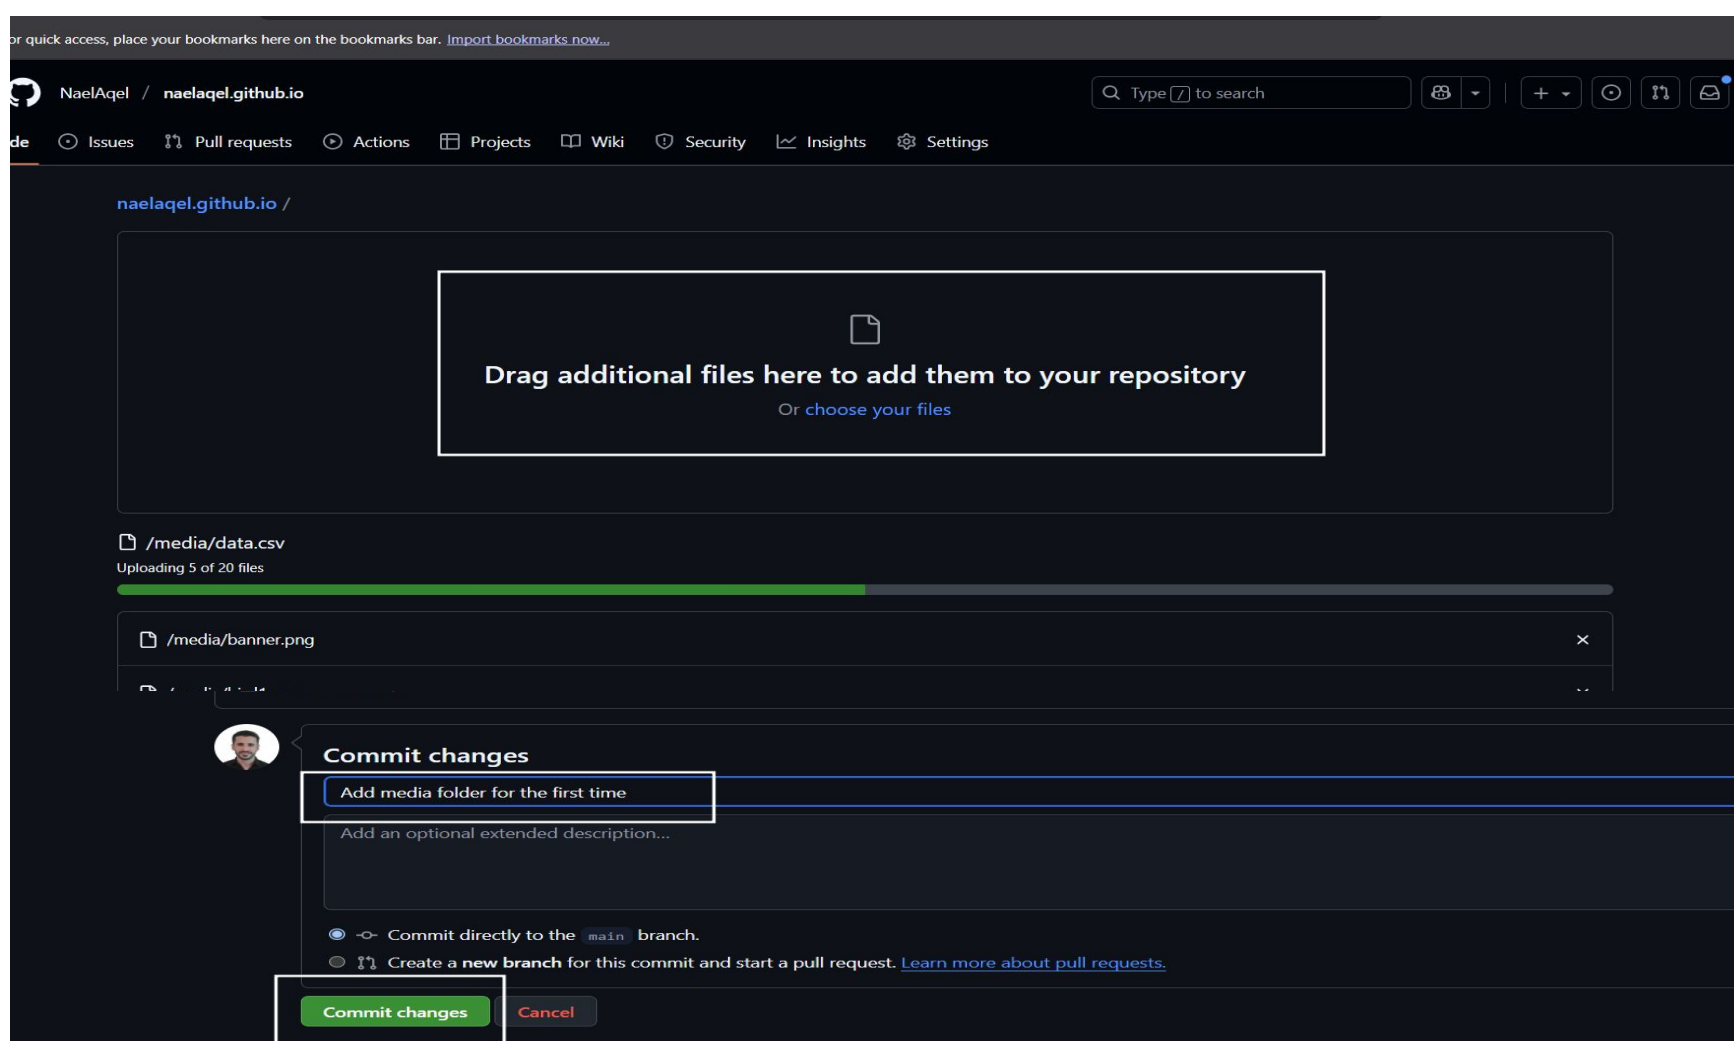 or quick access, place your bookmarks here on the bookmarks bar. Import bookmarks now...
NaelAqel / naelaqel.github.io
Type / to search
de Issues Pull requests Actions Projects Wiki Security Insights Settings
naelaqel.github.io /
Drag additional files here to add them to your repository
Or choose your files
/media/data.csv
Uploading 5 of 20 files
/media/banner.png
Commit changes
Add media folder for the first time
Add an optional extended description...
Commit directly to the main branch.
Create a new branch for this commit and start a pull request. Learn more about pull requests.
Commit changes Cancel